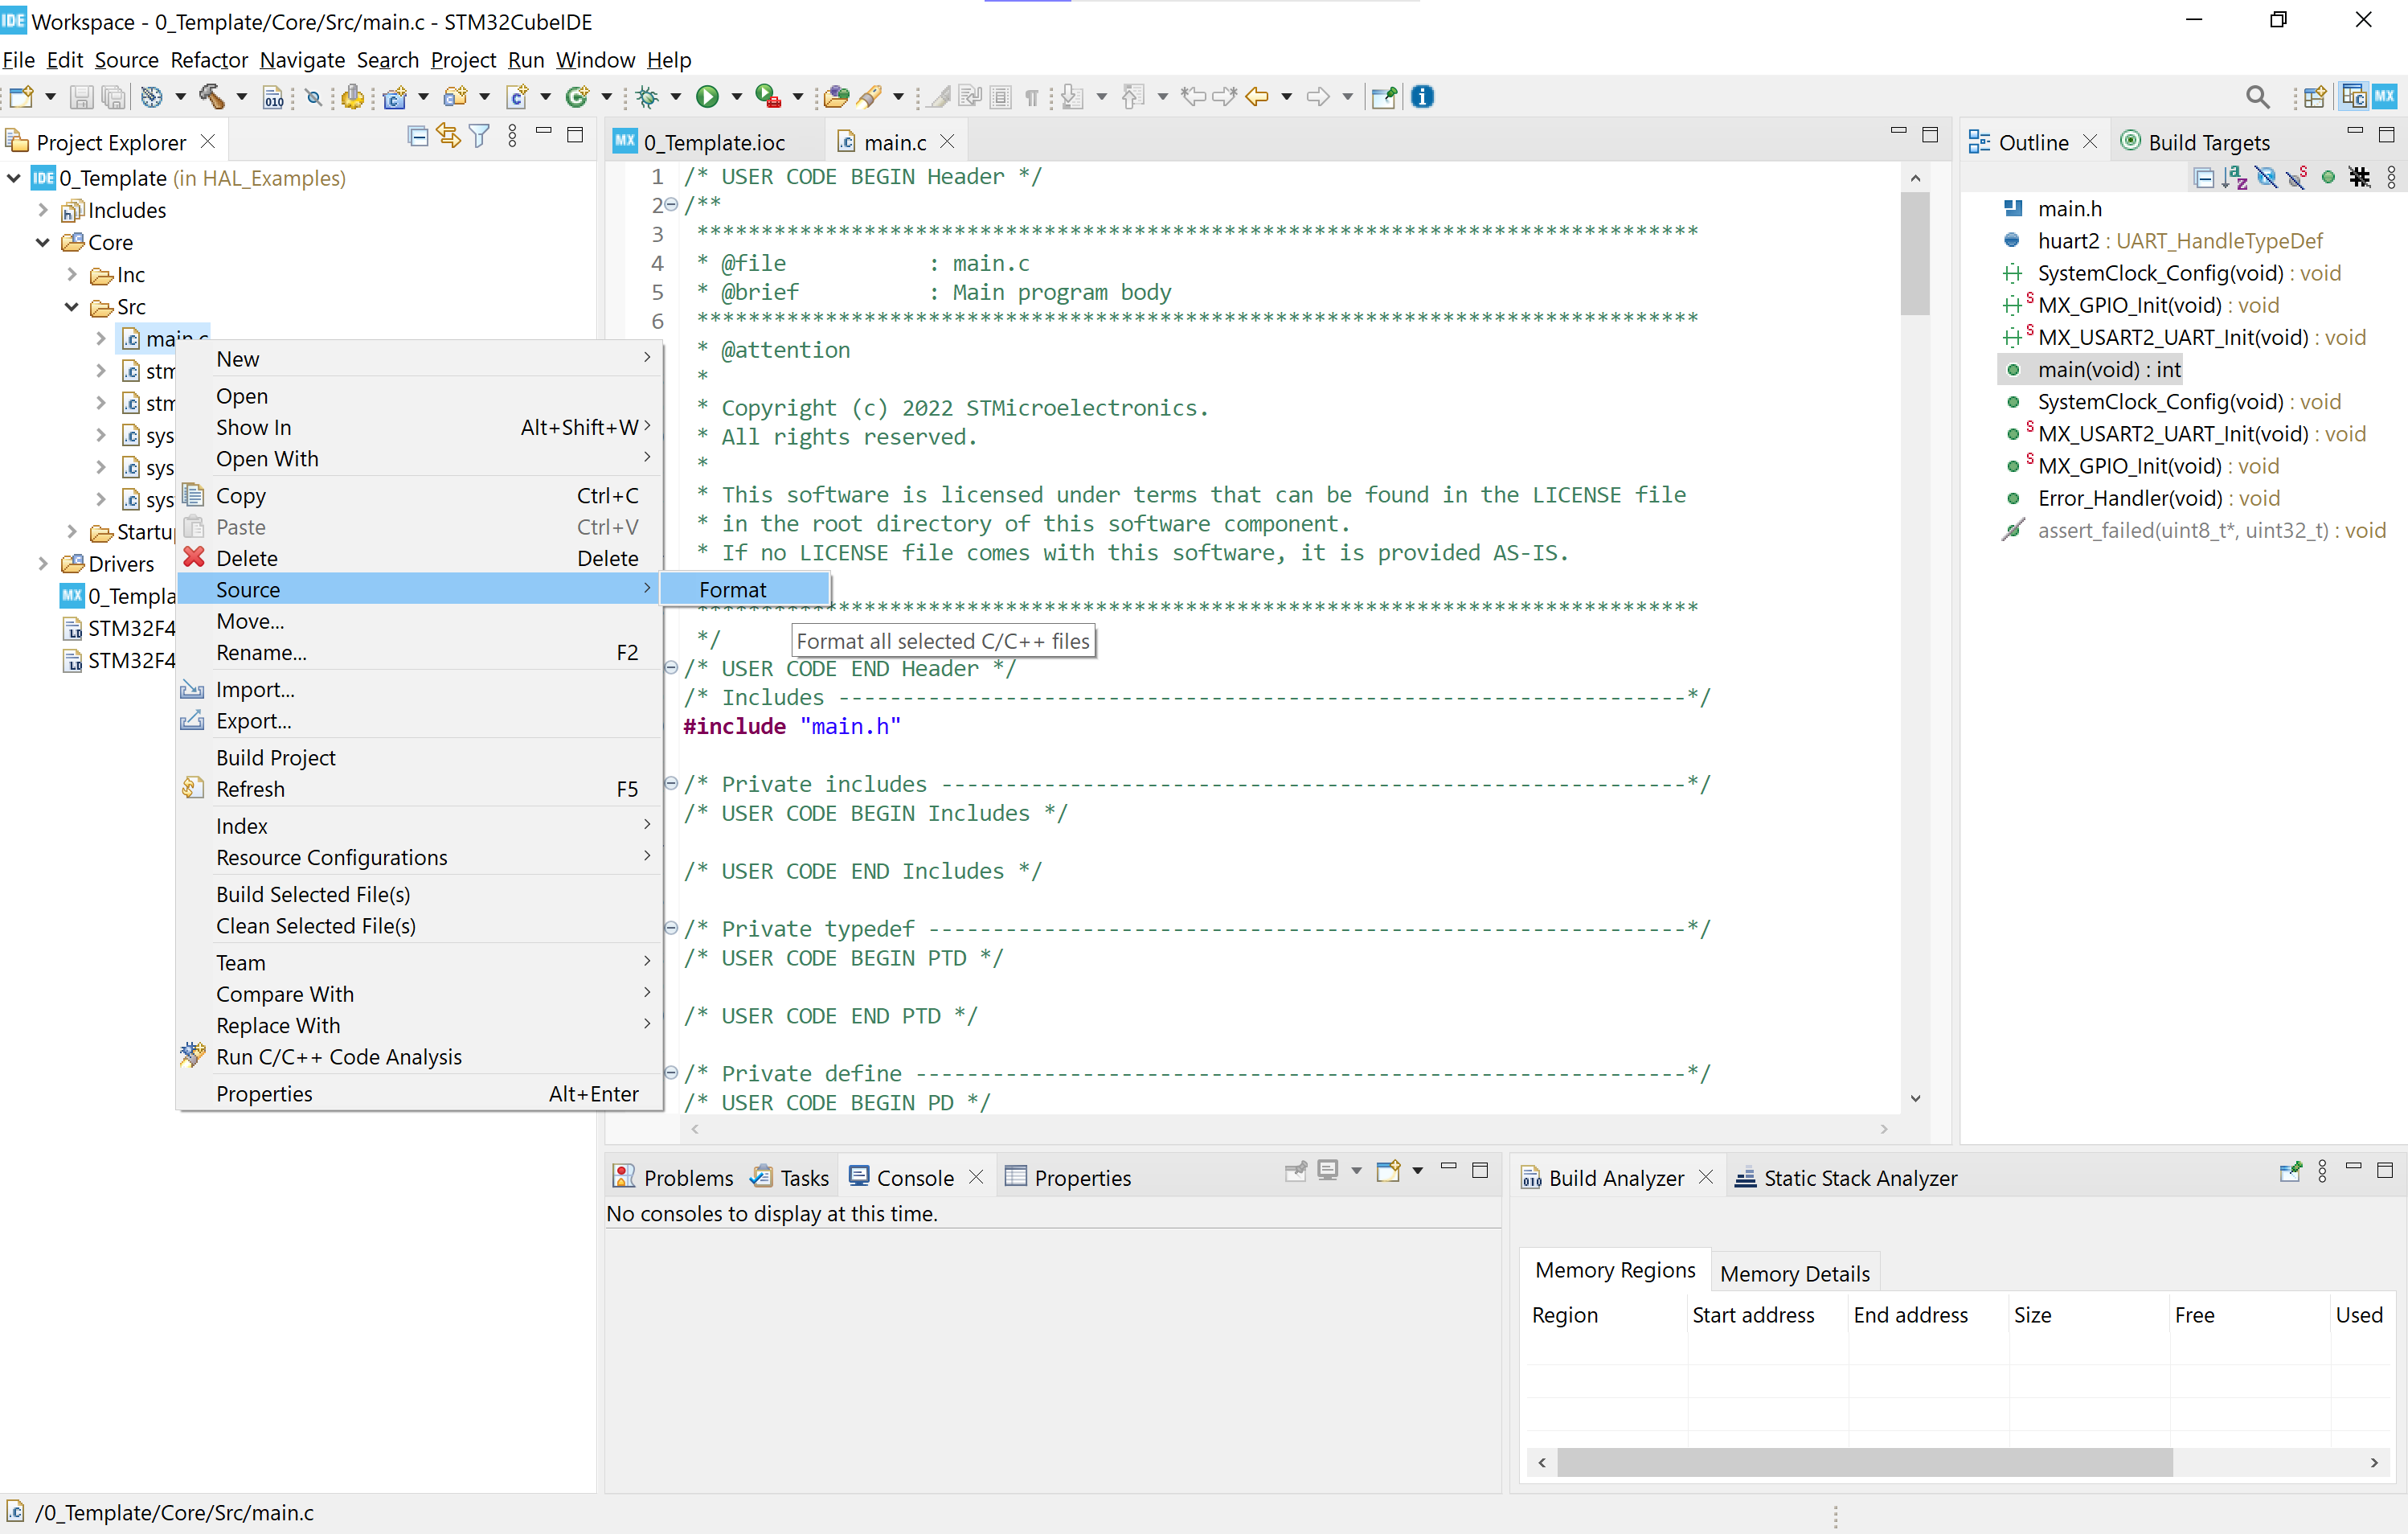 IDE Workspace - 0_Template/Core/Src/main.c - STM32CubeIDE
File Edit Source Refactor Navigate Search Project Run Window Help
Project Explorer
IDE 0_Template (in HAL_Examples)
Includes
Core
Inc
Src
main.c
stm
stm
sys
sys
sys
Startu
Drivers
MX 0_Templa
STM32F4
STM32F4
New
Open
Show In Alt+Shift+W
Open With
Copy Ctrl+C
Paste Ctrl+V
Delete Delete
Source
Move...
Rename... F2
Import...
Export...
Build Project
Refresh F5
Index
Resource Configurations
Build Selected File(s)
Clean Selected File(s)
Team
Compare With
Replace With
Run C/C++ Code Analysis
Properties Alt+Enter
Format
Format all selected C/C++ files
MX 0_Template.ioc main.c
1 /* USER CODE BEGIN Header */
2 /**
3 ******************************************************************************
4 * @file : main.c
5 * @brief : Main program body
6 ******************************************************************************
* @attention
*
* Copyright (c) 2022 STMicroelectronics.
* All rights reserved.
*
* This software is licensed under terms that can be found in the LICENSE file
* in the root directory of this software component.
* If no LICENSE file comes with this software, it is provided AS-IS.
******************************************************************************
*/
/* USER CODE END Header */
/* Includes ------------------------------------------------------------------*/
#include "main.h"
/* Private includes ----------------------------------------------------------*/
/* USER CODE BEGIN Includes */
/* USER CODE END Includes */
/* Private typedef -----------------------------------------------------------*/
/* USER CODE BEGIN PTD */
/* USER CODE END PTD */
/* Private define ------------------------------------------------------------*/
/* USER CODE BEGIN PD */
Outline Build Targets
main.h
huart2 : UART_HandleTypeDef
SystemClock_Config(void) : void
S MX_GPIO_Init(void) : void
S MX_USART2_UART_Init(void) : void
main(void) : int
SystemClock_Config(void) : void
S MX_USART2_UART_Init(void) : void
S MX_GPIO_Init(void) : void
Error_Handler(void) : void
assert_failed(uint8_t*, uint32_t) : void
Problems Tasks Console Properties
No consoles to display at this time.
Build Analyzer Static Stack Analyzer
Memory Regions Memory Details
Region Start address End address Size Free Used
/0_Template/Core/Src/main.c